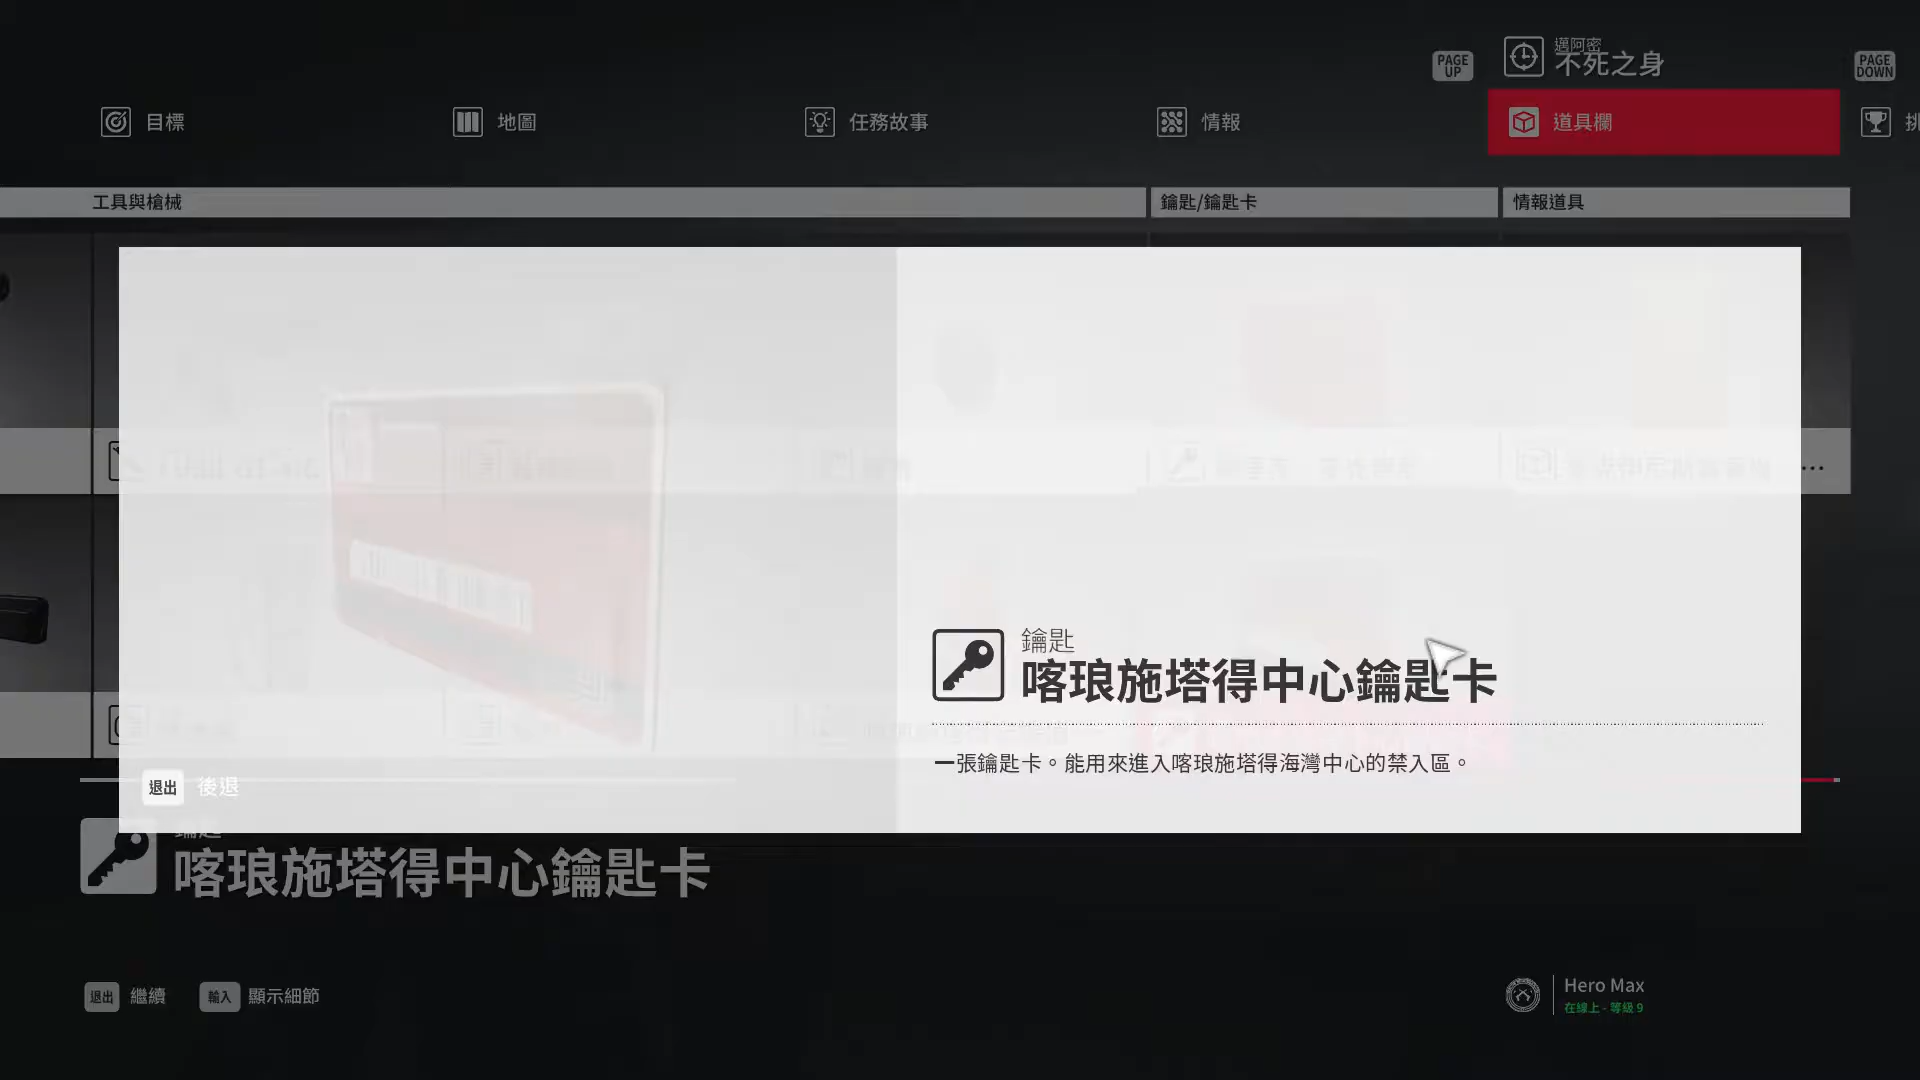 PAGE UP
邁阿密
不死之身
PAGE DOWN
目標
地圖
任務故事
情報
道具欄
工具與槍械
鑰匙/鑰匙卡
情報道具
...
鑰匙
喀琅施塔得中心鑰匙卡
一張鑰匙卡。能用來進入喀琅施塔得海灣中心的禁入區。
退出 後退
鑰匙
喀琅施塔得中心鑰匙卡
退出 繼續
輸入 顯示細節
Hero Max
在線上 - 等級 9